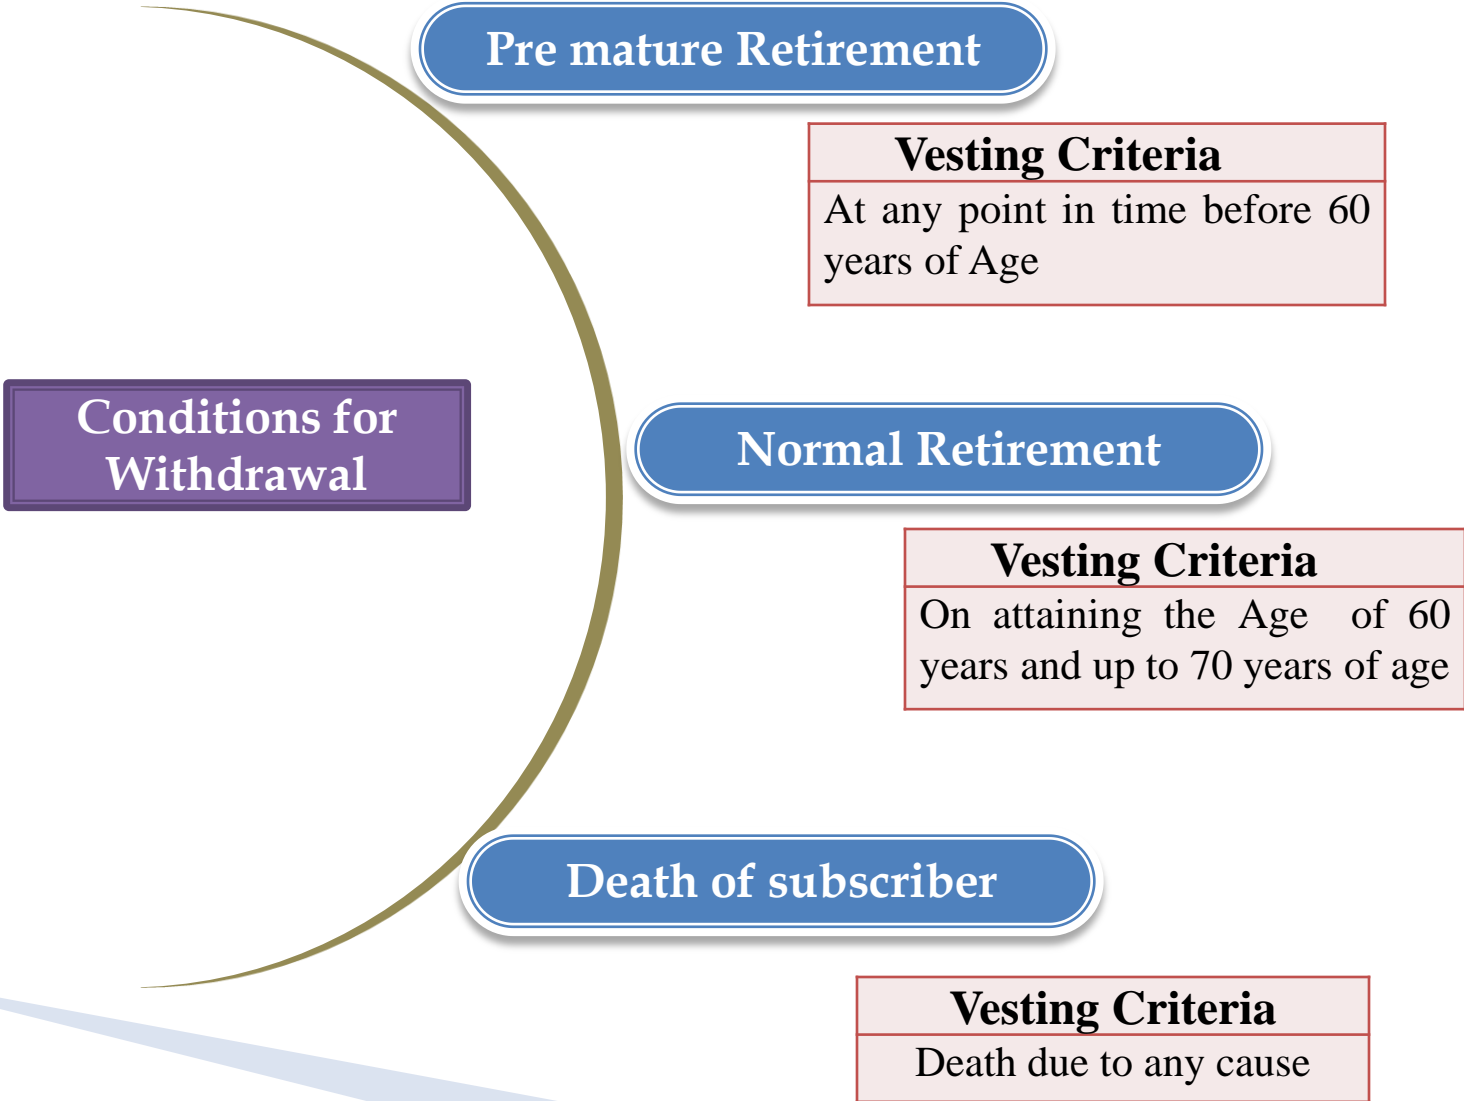 Pre mature Retirement
Vesting Criteria
At any point in time before 60
years of Age
Conditions for
Withdrawal
Normal Retirement
Vesting Criteria
On attaining the Age of 60
years and up to 70 years of age
Death of subscriber
Vesting Criteria
Death due to any cause